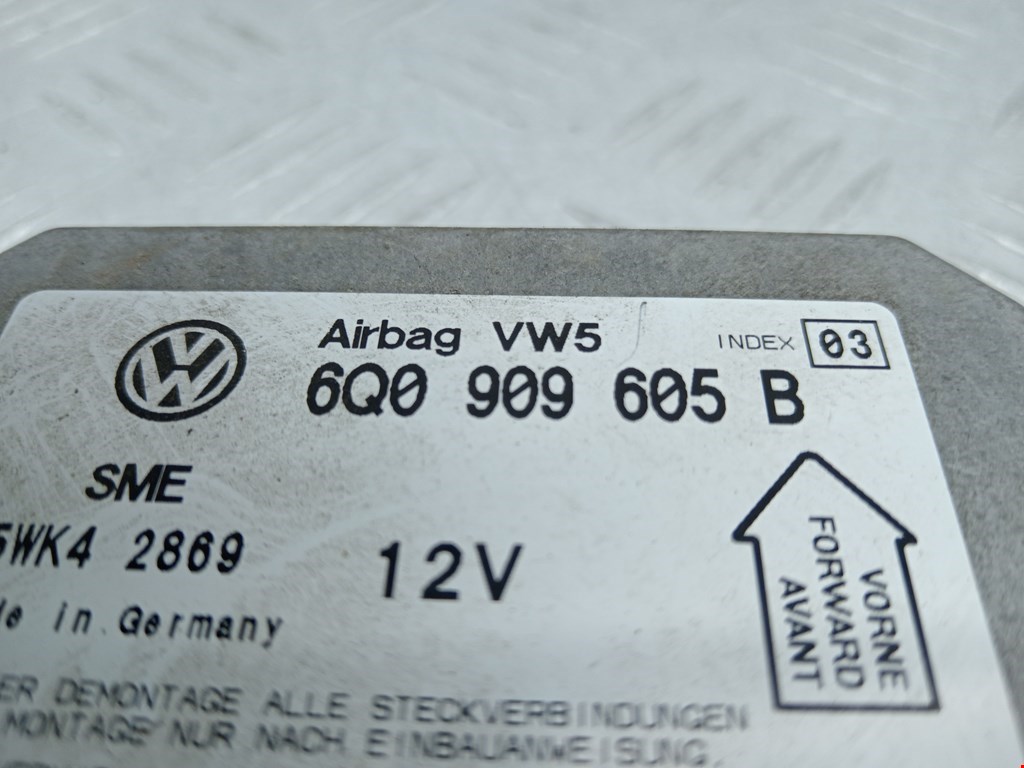 Airbag VW5
INDEX 03
6Q0 909 605 B
SME
5WK4 2869
12V
in Germany
VORNE
FORWARD
AVANT
DEMONTAGE ALLE STECKVERBINDUNGEN
MONTAGE NUR NACH EINBAUANWEISUNG.